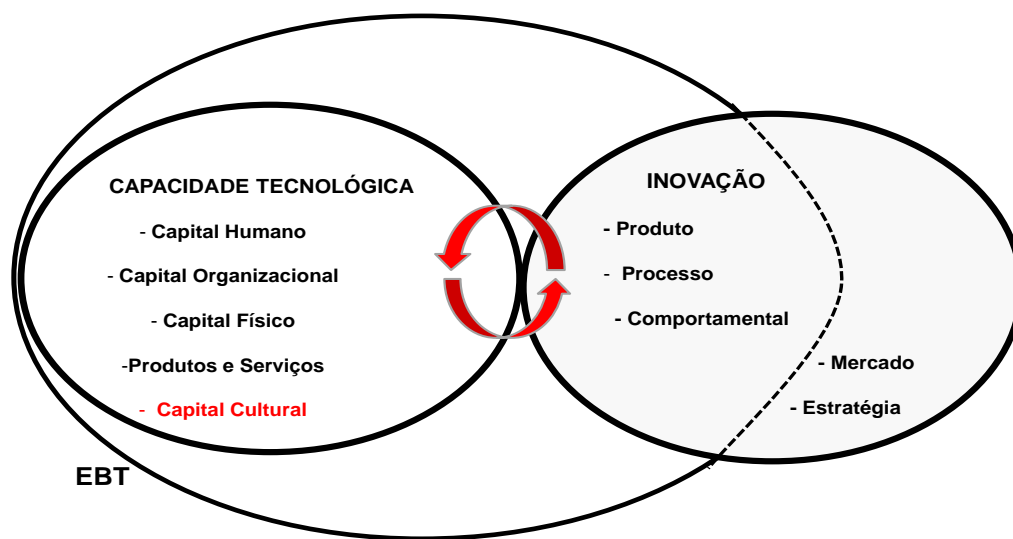 CAPACIDADE TECNOLÓGICA
- Capital Humano
- Capital Organizacional
- Capital Físico
-Produtos e Serviços
- Capital Cultural
EBT
INOVAÇÃO
- Produto
- Processo
- Comportamental
- Mercado
- Estratégia